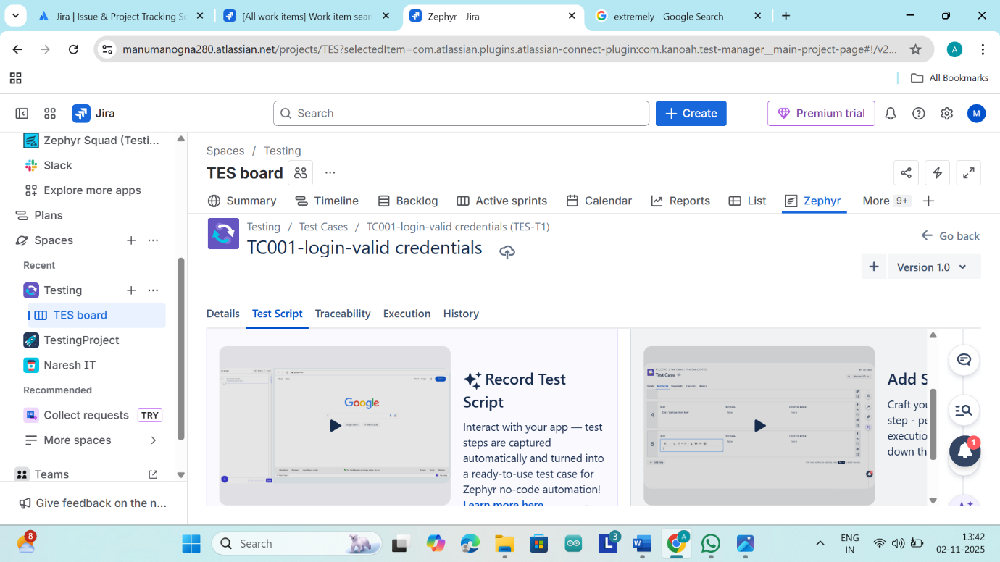 Jira | Issue & Project Tracking So
[All work items] Work item sear
Zephyr - Jira
extremely - Google Search
manumanogna280.atlassian.net/projects/TES?selectedItem=com.atlassian.plugins.atlassian-connect-plugin:com.kanoah.test-manager__main-project-page#!/v2...
A
All Bookmarks
Jira
Search
Create
Premium trial
M
Zephyr Squad (Testi...
Slack
Explore more apps
Plans
Spaces
Recent
Testing
TES board
TestingProject
Naresh IT
Recommended
Collect requests TRY
More spaces
Teams
Give feedback on the n...
Spaces / Testing
TES board
Summary Timeline Backlog Active sprints Calendar Reports List Zephyr More 9+
Testing / Test Cases / TC001-login-valid credentials (TES-T1)
TC001-login-valid credentials
Go back
Version 1.0
Details Test Script Traceability Execution History
Google
Record Test
Script
Interact with your app — test
steps are captured
automatically and turned into
a ready-to-use test case for
Zephyr no-code automation!
Learn more here
Test Case
4
5
Add S
Craft you
step - pe
executio
down th
1
8
Search
3
A
ENG
IN
13:42
02-11-2025